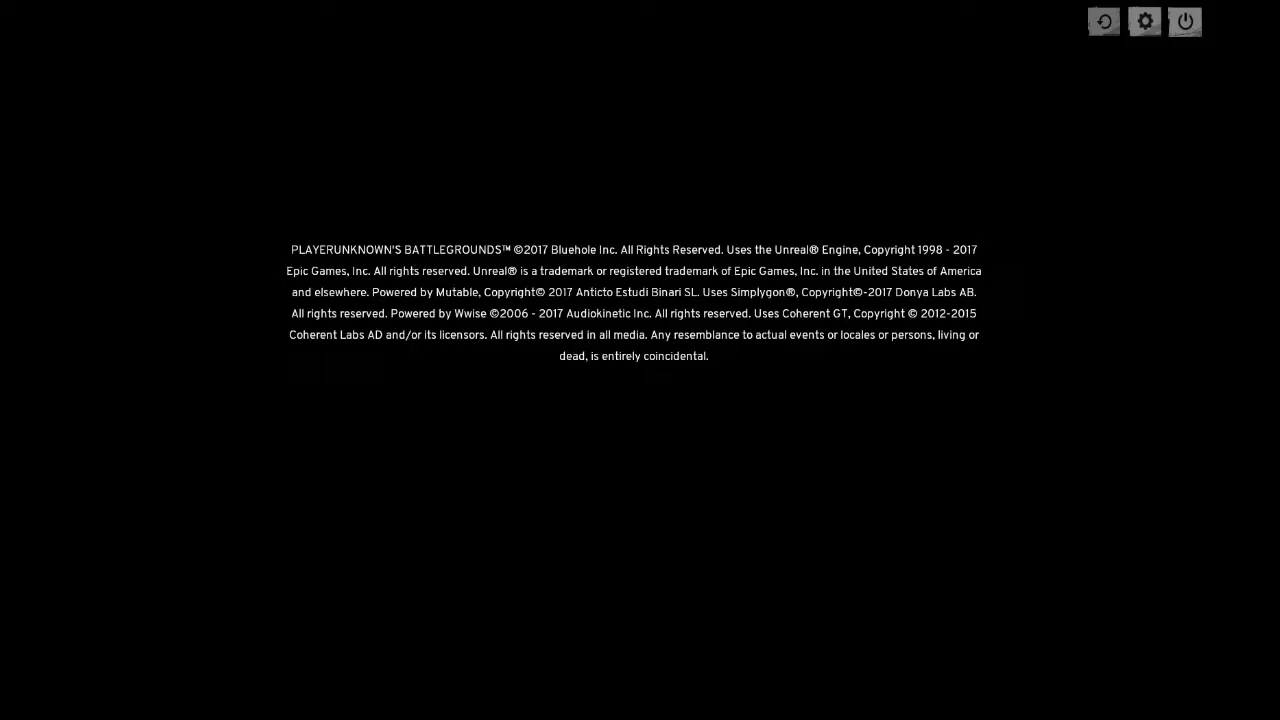 PLAYERUNKNOWN'S BATTLEGROUNDS™ ©2017 Bluehole Inc. All Rights Reserved. Uses the Unreal® Engine, Copyright 1998 - 2017
Epic Games, Inc. All rights reserved. Unreal® is a trademark or registered trademark of Epic Games, Inc. in the United States of America
and elsewhere. Powered by Mutable, Copyright© 2017 Anticto Estudi Binari SL. Uses Simplygon®, Copyright©-2017 Donya Labs AB.
All rights reserved. Powered by Wwise ©2006 - 2017 Audiokinetic Inc. All rights reserved. Uses Coherent GT, Copyright © 2012-2015
Coherent Labs AD and/or its licensors. All rights reserved in all media. Any resemblance to actual events or locales or persons, living or
dead, is entirely coincidental.